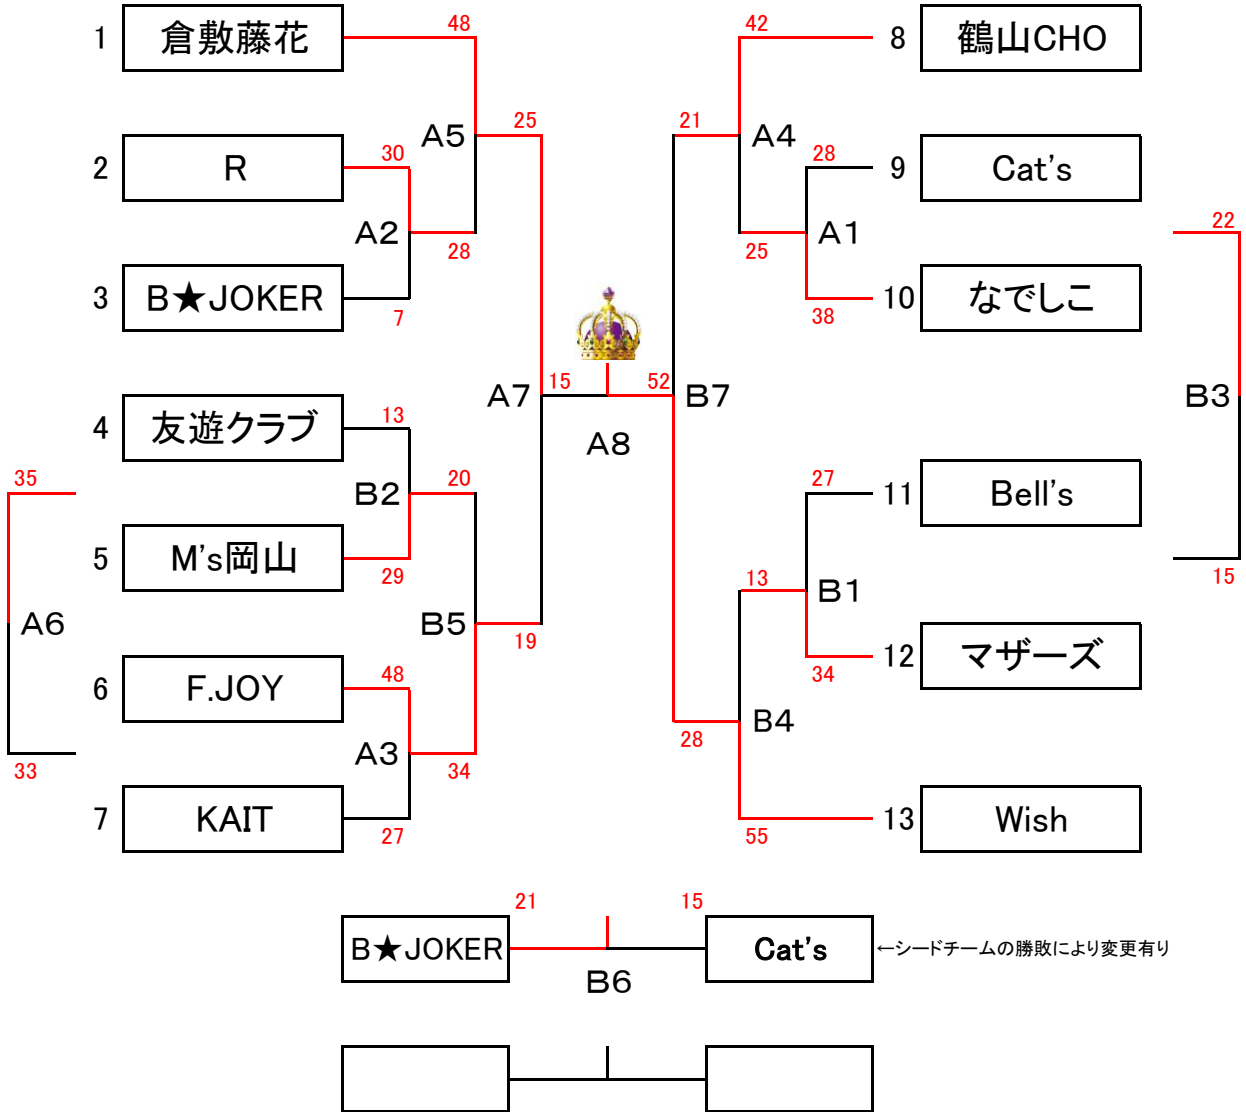 48
42
1 倉敷藤花
8 鶴山CHO
25
21
A5
A4
30
28
2 R
9 Cat's
22
A2
A1
28
25
3 B★JOKER
10 なでしこ
7
38
A7
15
52
B7
B3
13
4 友遊クラブ
A8
35
27
B2
20
11 Bell's
5 M's岡山
29
13
15
B1
A6
B5
19
48
34
12 マザーズ
6 F.JOY
B4
28
A3
33
34
7 KAIT
13 Wish
27
55
21
15
B★JOKER
Cat's
←シードチームの勝敗により変更有り
B6